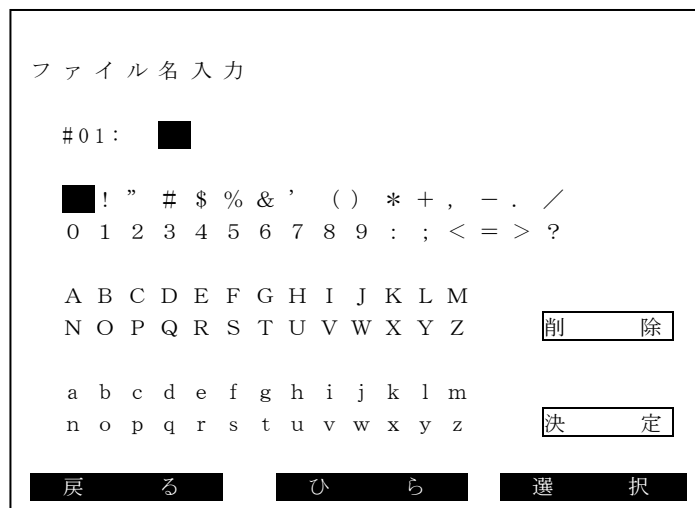 ファイル名入力
#01:
! ” # $ % & ’ ( ) * + , － . ／
0 1 2 3 4 5 6 7 8 9 : ; < = > ?
A B C D E F G H I J K L M
N O P Q R S T U V W X Y Z
削 除
a b c d e f g h i j k l m
n o p q r s t u v w x y z
決 定
戻 る ひ ら 選 択